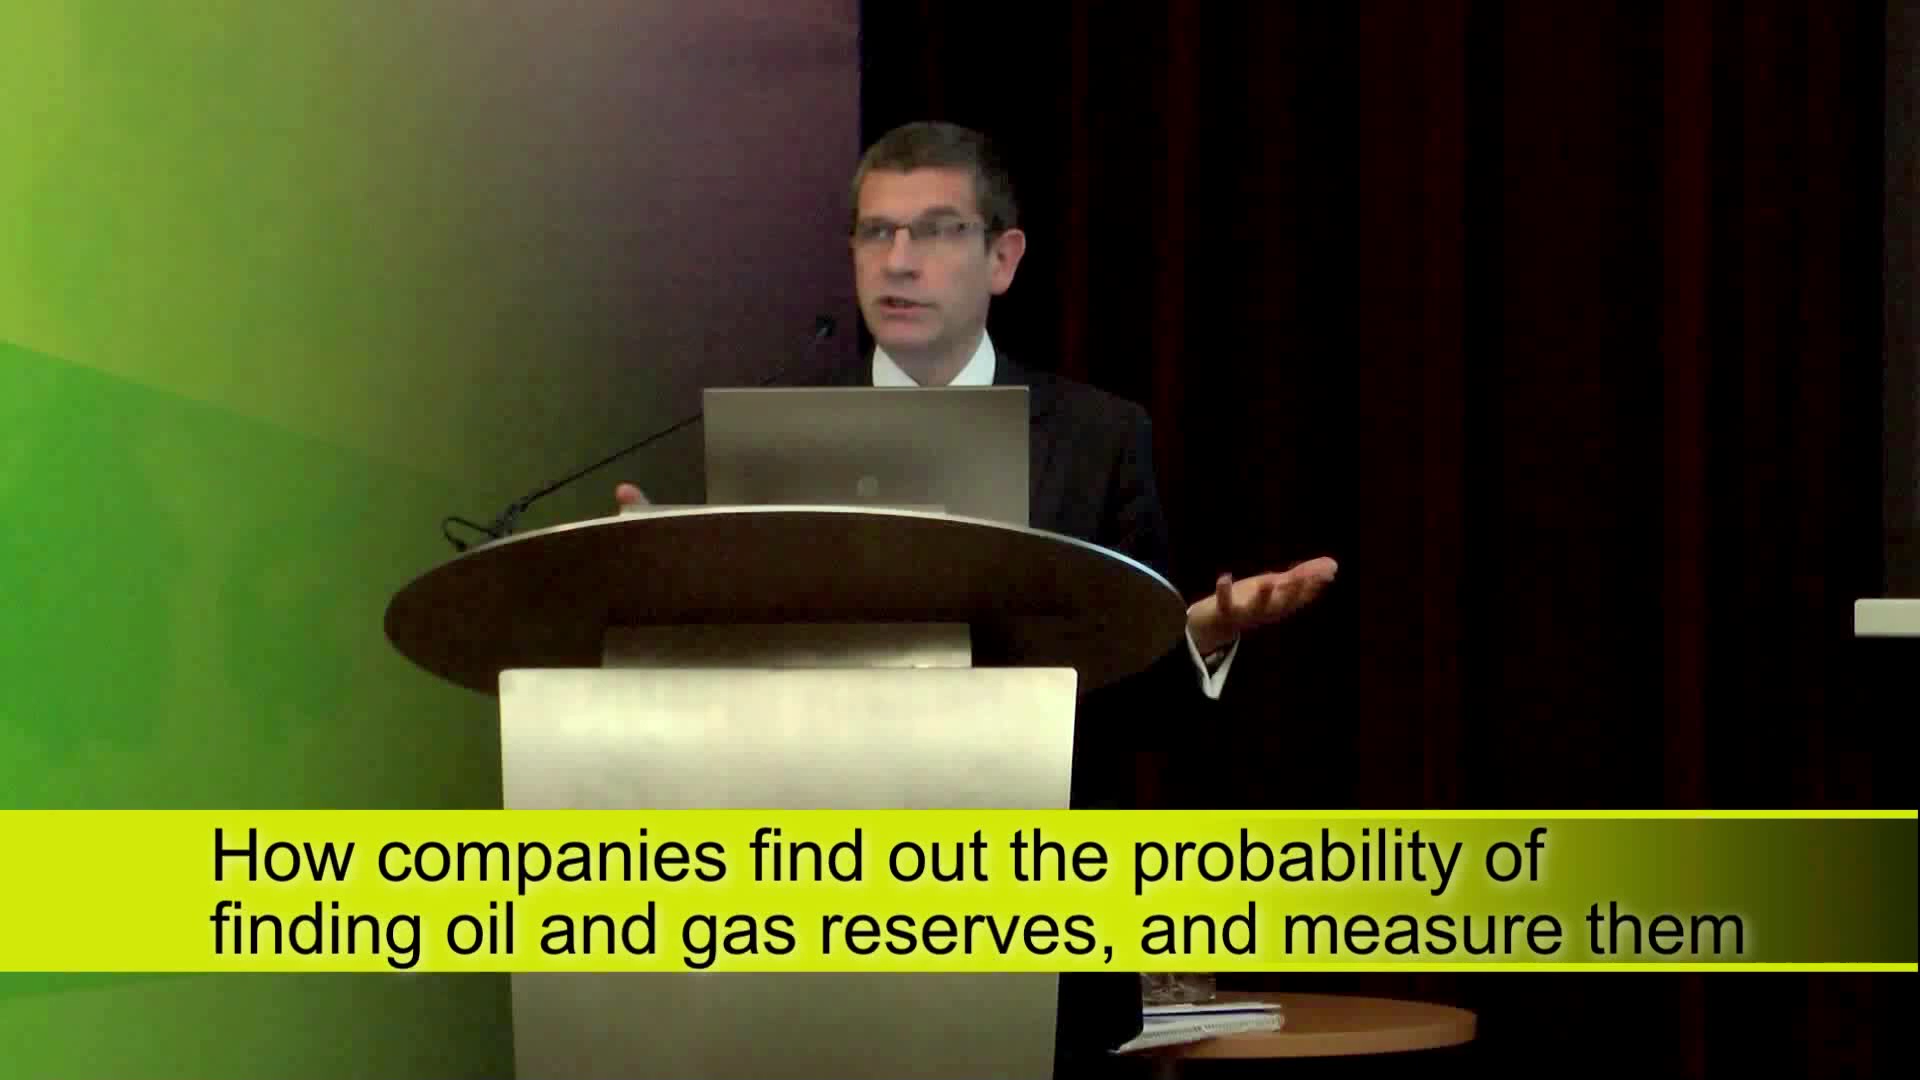 How companies find out the probability of
finding oil and gas reserves, and measure them